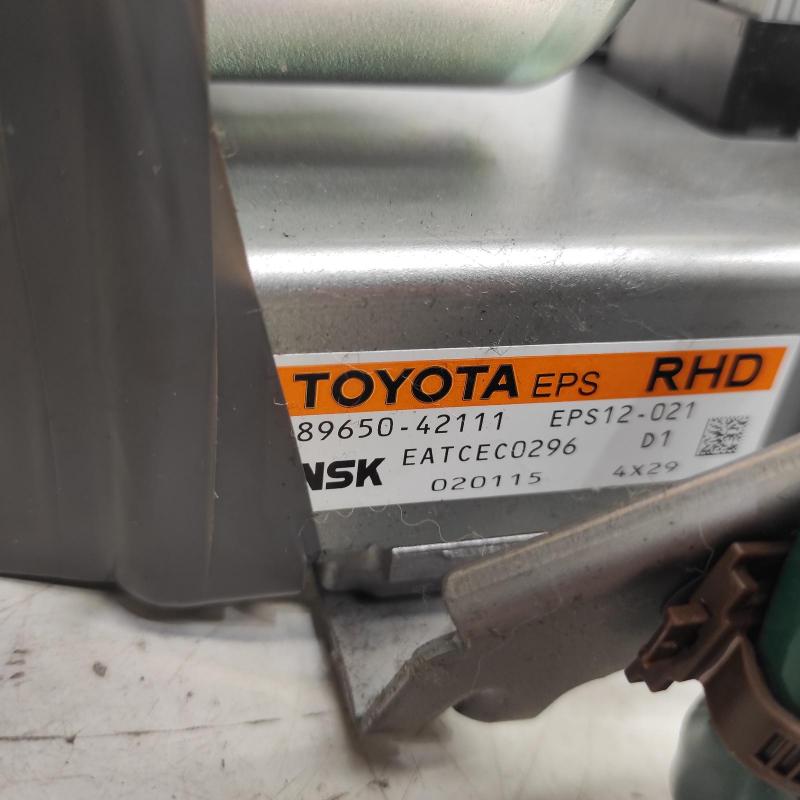 TOYOTA EPS RHD
89650-42111 EPS12-021
NSK EATCEC0296 D1
020115 4X29